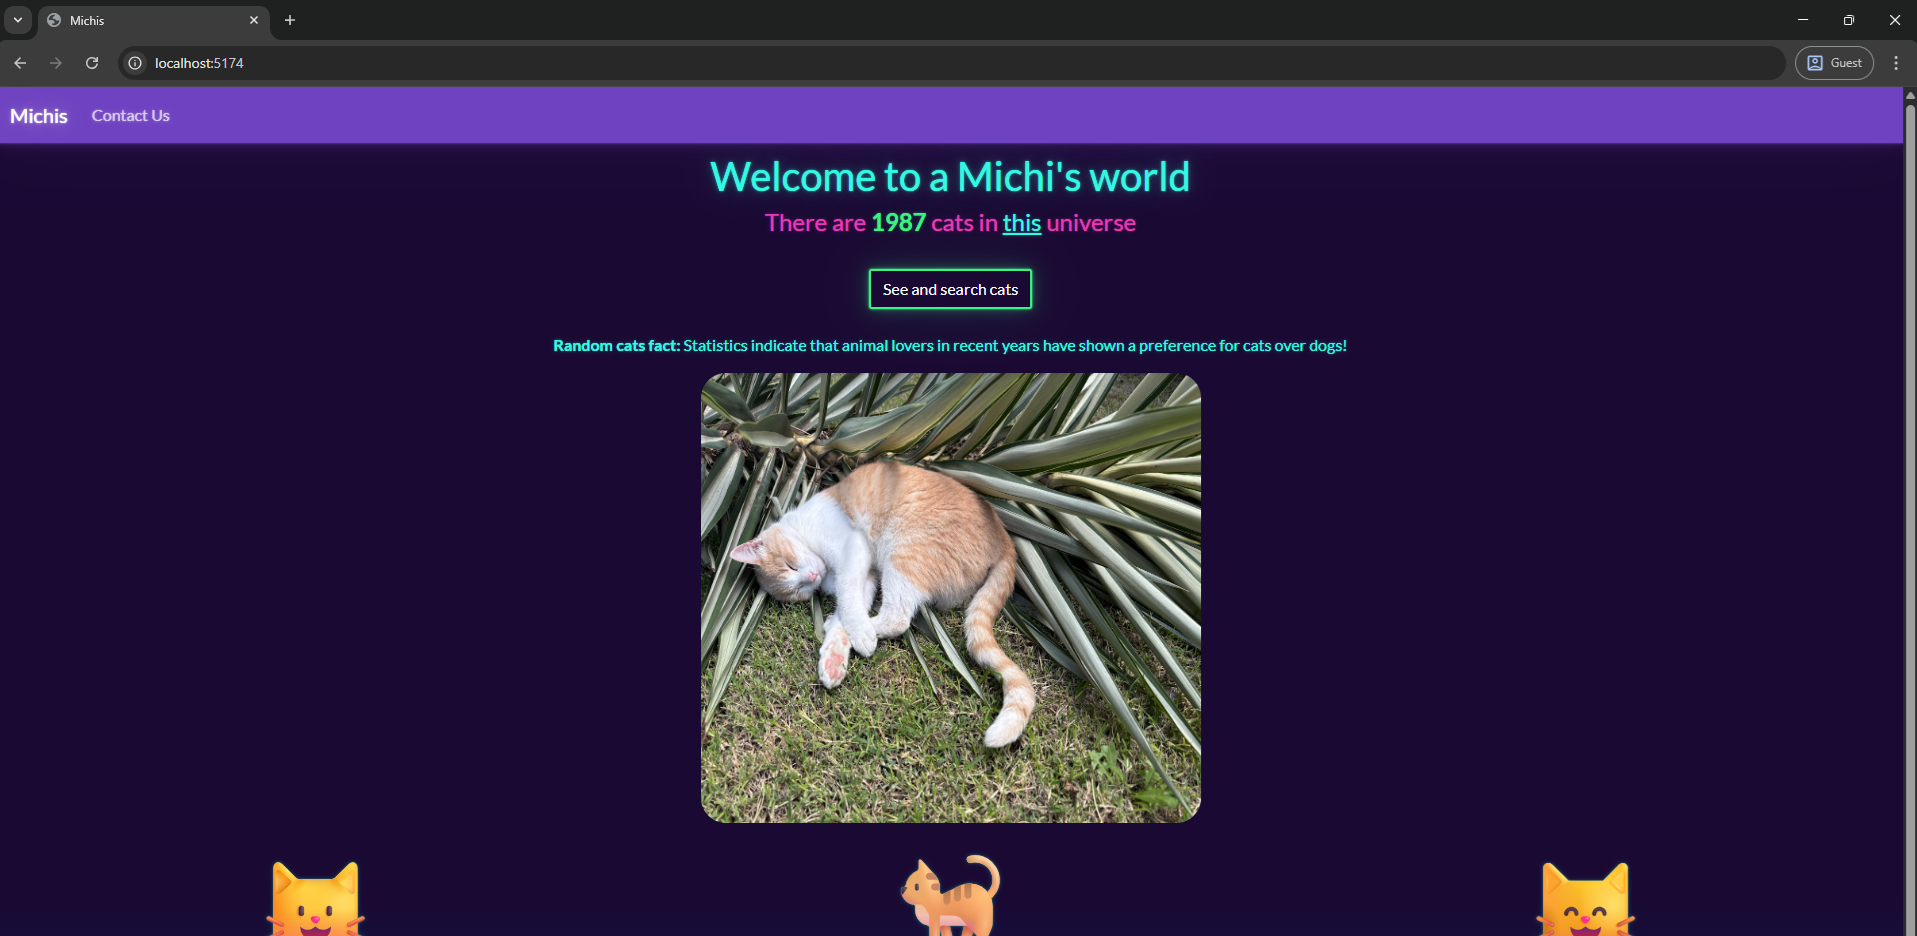 Michis
localhost:5174
Guest
Michis Contact Us
Welcome to a Michi's world
There are 1987 cats in this universe
See and search cats
Random cats fact: Statistics indicate that animal lovers in recent years have shown a preference for cats over dogs!